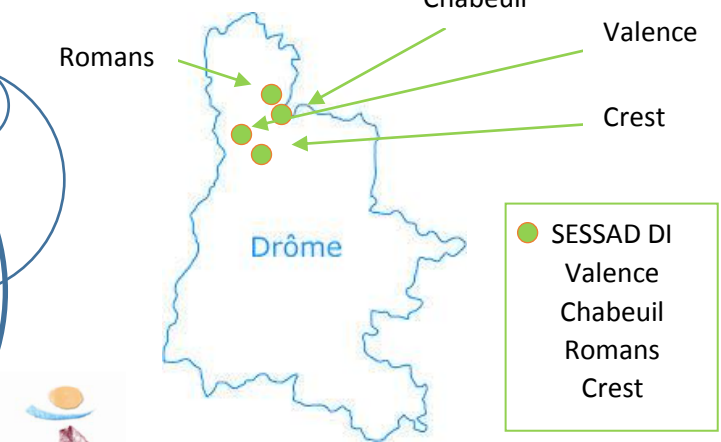 Chabeuil
Valence
Romans
Crest
Drôme
SESSAD DI
Valence
Chabeuil
Romans
Crest